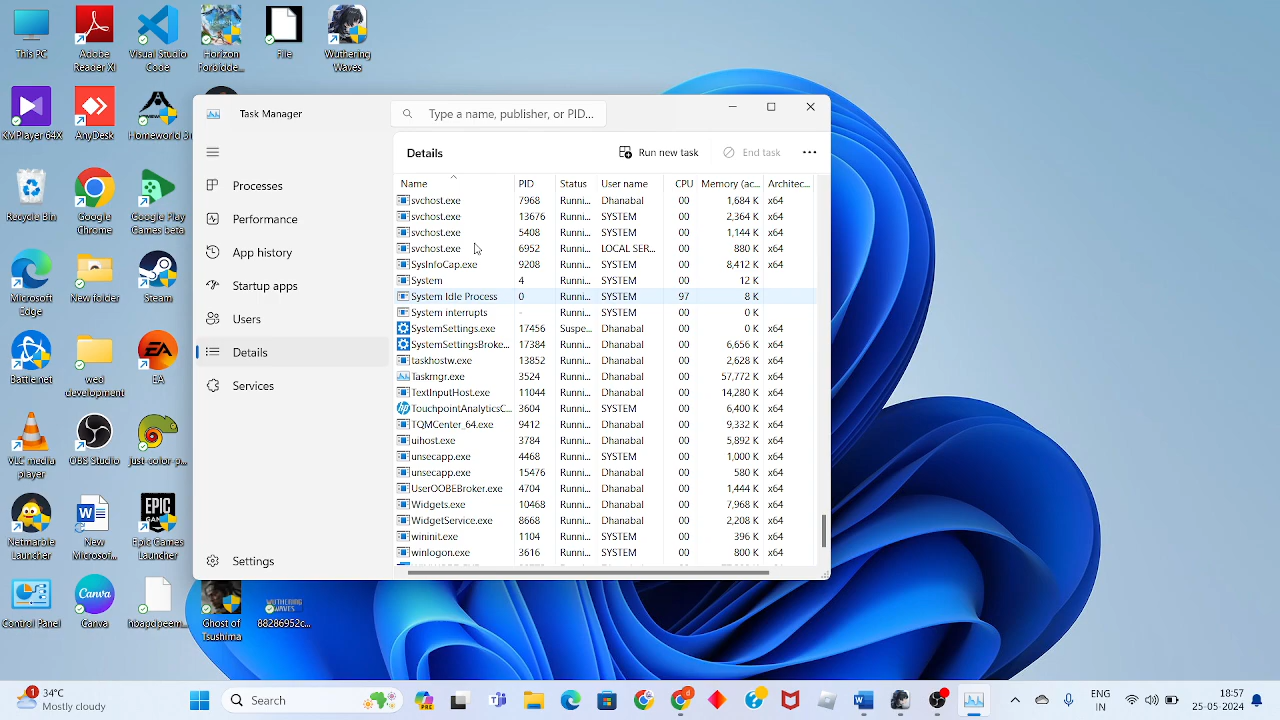 This PC
Adobe
Reader XI
Visual Studio
Code
Horizon
Forbidde...
File
Wuthering
Waves
KMPlayer 64X
AnyDesk
Homeworld 3
Recycle Bin
Google
Chrome
Google Play
Games beta
Microsoft
Edge
New folder
Steam
Battle.net
wed
development
EA
VLC media
player
OBS Studio
just color p...
Netmarble
Launcher
New
Microsof...
EPIC
GAMES
Epic Games
Launcher
Control Panel
Canva
Canva
hbapdpeem...
Ghost of
Tsushima
WUTHERING
WAVES
88286952c...
Task Manager
Type a name, publisher, or PID...
Processes
Performance
App history
Startup apps
Users
Details
Services
Settings
Details
Run new task
End task
Name PID Status User name CPU Memory (ac... Architec...
svchost.exe 7968 Runni... Dhanabal 00 1,684 K x64
svchost.exe 13676 Runni... SYSTEM 00 2,364 K x64
svchost.exe 5408 Runni... SYSTEM 00 1,144 K x64
svchost.exe 6952 Runni... LOCAL SER... 00 880 K x64
SysInfoCap.exe 9208 Runni... SYSTEM 00 8,412 K x64
System 4 Runni... SYSTEM 00 12 K
System Idle Process 0 Runni... SYSTEM 97 8 K
System interrupts - Runni... SYSTEM 00 0 K
SystemSettings.exe 17456 Suspe... Dhanabal 00 0 K x64
SystemSettingsBroke... 17384 Runni... Dhanabal 00 6,656 K x64
taskhostw.exe 13852 Runni... Dhanabal 00 2,628 K x64
Taskmgr.exe 3524 Runni... Dhanabal 00 57,772 K x64
TextInputHost.exe 11044 Runni... Dhanabal 00 14,280 K x64
TouchpointAnalyticsC... 3604 Runni... SYSTEM 00 6,400 K x64
TQMCenter_64.exe 9412 Runni... Dhanabal 00 9,332 K x64
uihost.exe 3784 Runni... Dhanabal 00 5,892 K x64
unsecapp.exe 4468 Runni... SYSTEM 00 1,000 K x64
unsecapp.exe 15476 Runni... Dhanabal 00 580 K x64
UserOOBEBroker.exe 4704 Runni... Dhanabal 00 1,444 K x64
Widgets.exe 10468 Runni... Dhanabal 00 7,968 K x64
WidgetService.exe 8668 Runni... Dhanabal 00 2,208 K x64
wininit.exe 1104 Runni... SYSTEM 00 396 K x64
winlogon.exe 3616 Runni... SYSTEM 00 800 K x64
1
34°C
Mostly cloudy
Search
PRE
ENG
IN
18:57
25-05-2024